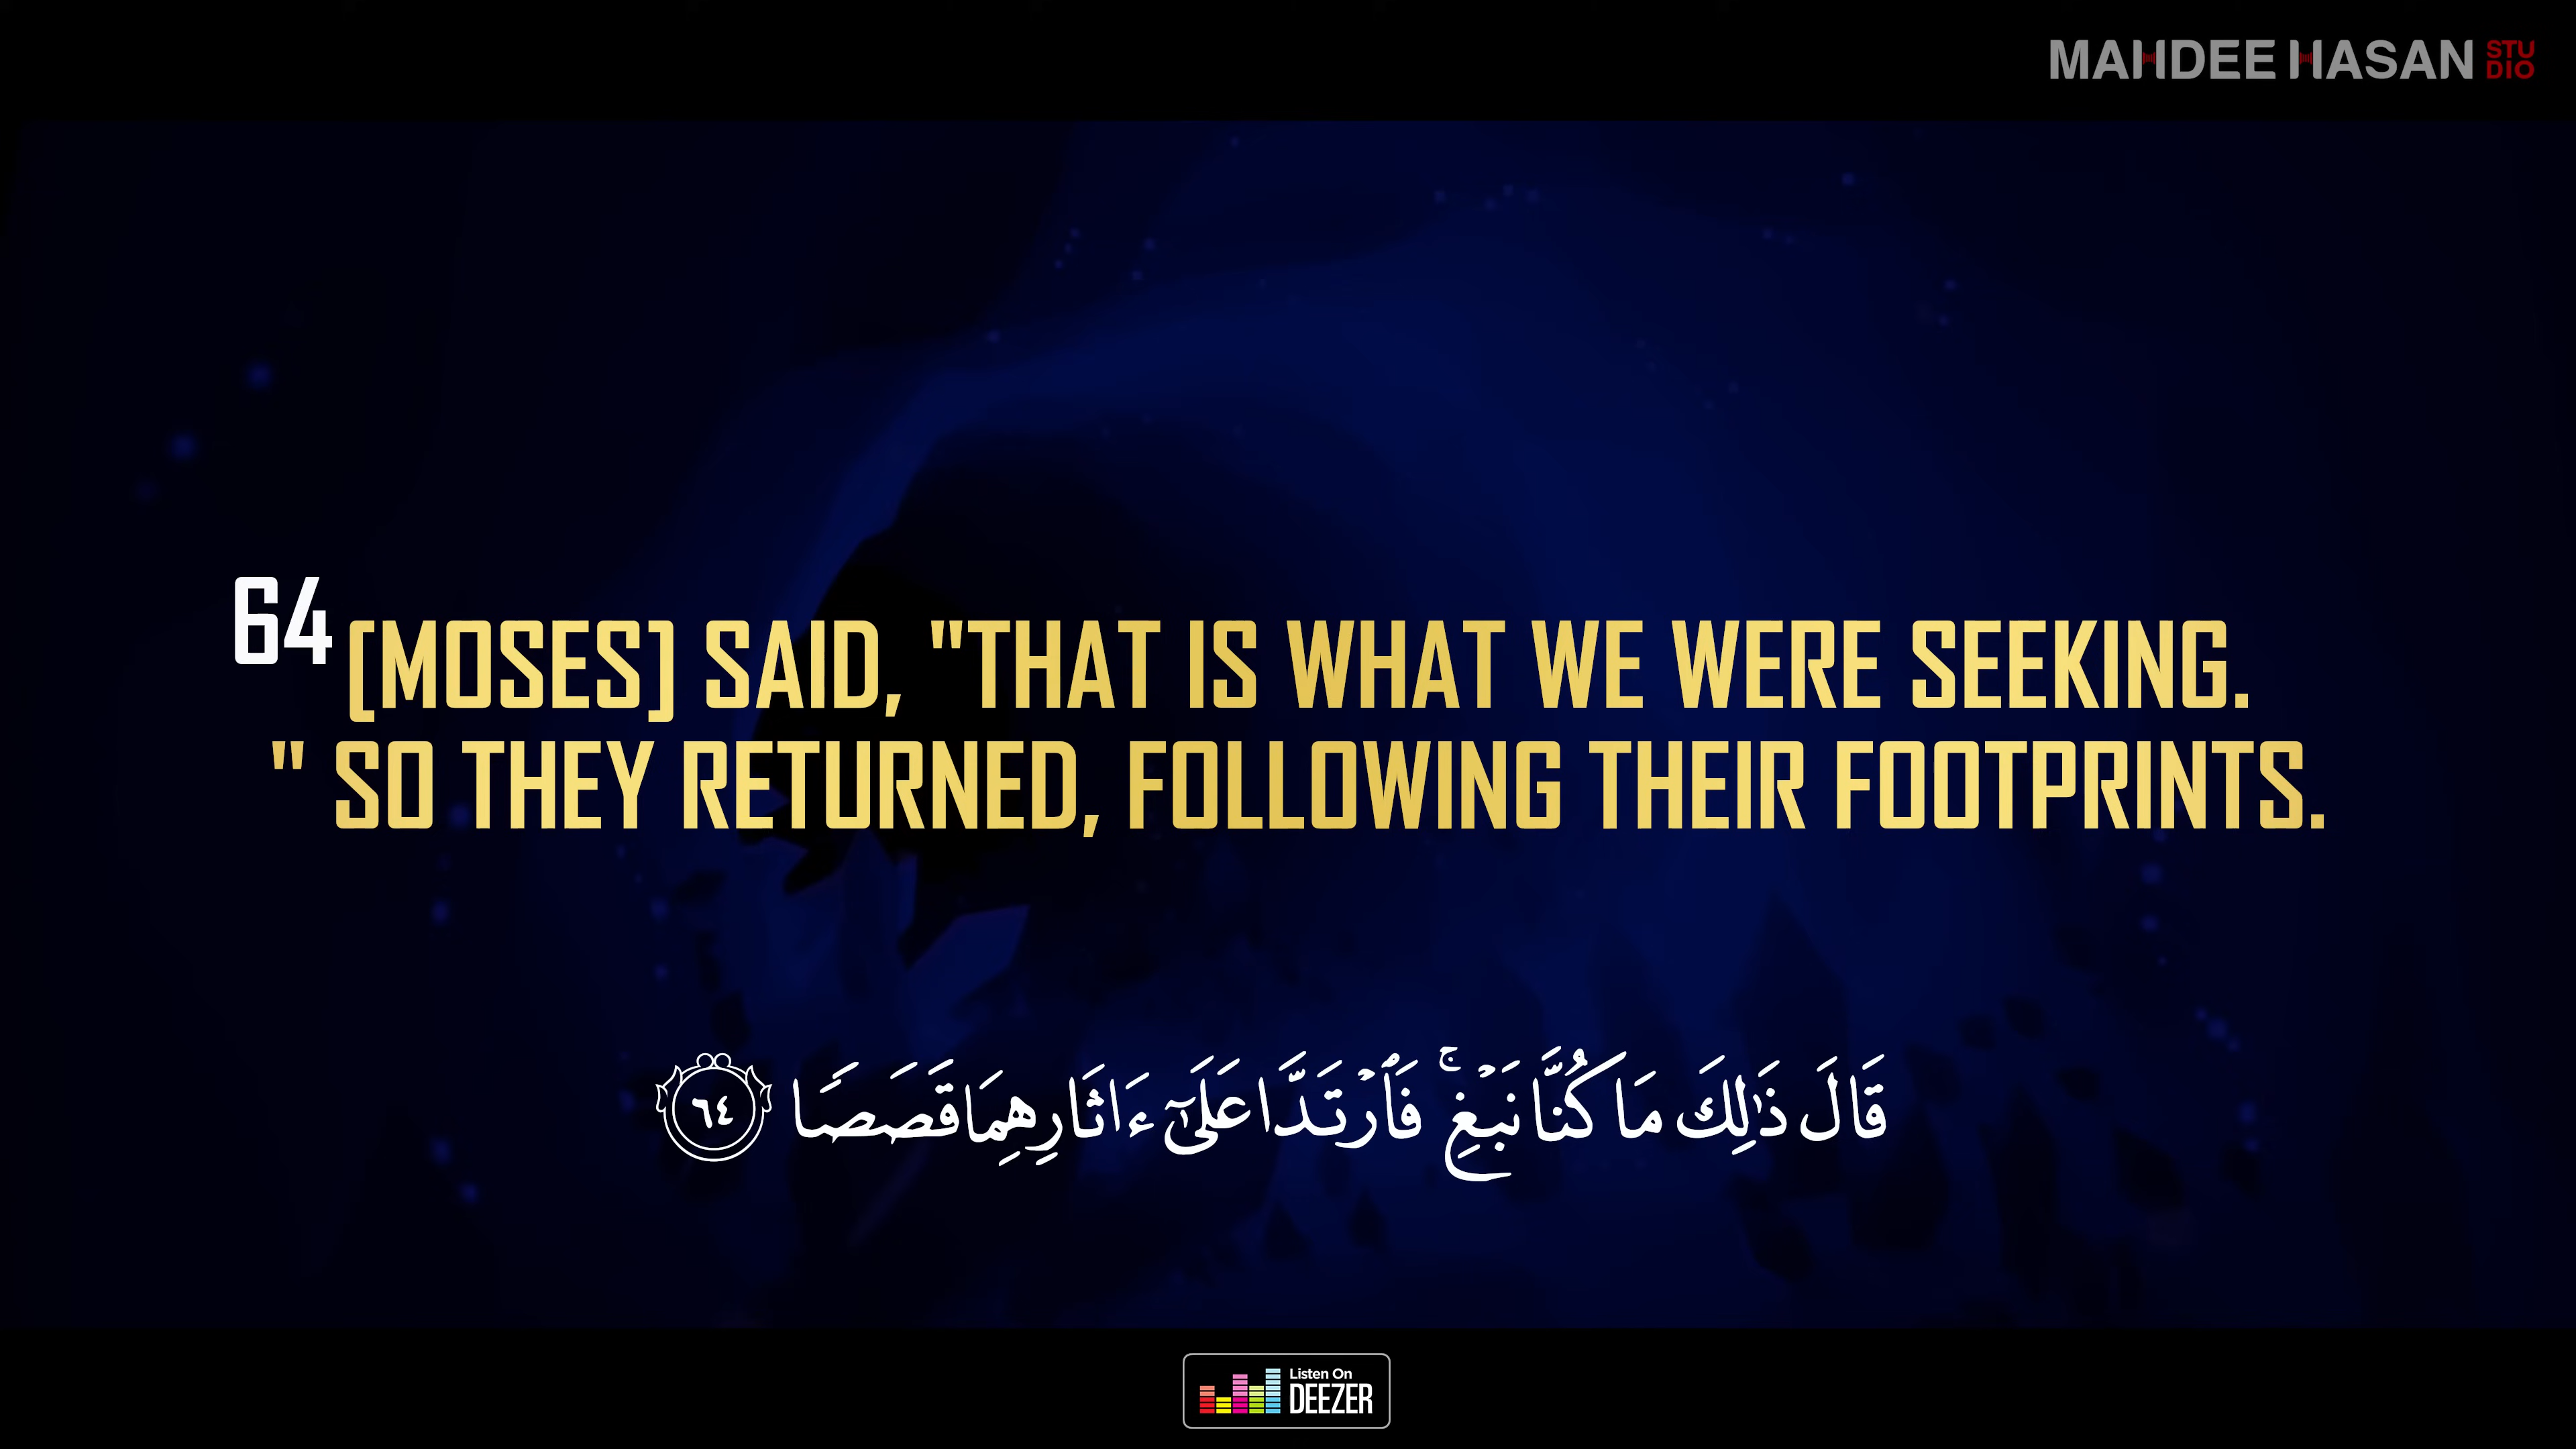 MAHDEE HASAN STUDIO
64 [MOSES] SAID, "THAT IS WHAT WE WERE SEEKING.
" SO THEY RETURNED, FOLLOWING THEIR FOOTPRINTS.
قَالَ ذَٰلِكَ مَا كُنَّا نَبۡغِۚ فَٱرۡتَدَّا عَلَىٰٓ ءَاثَارِهِمَا قَصَصٗا ٦٤
Listen On
DEEZER